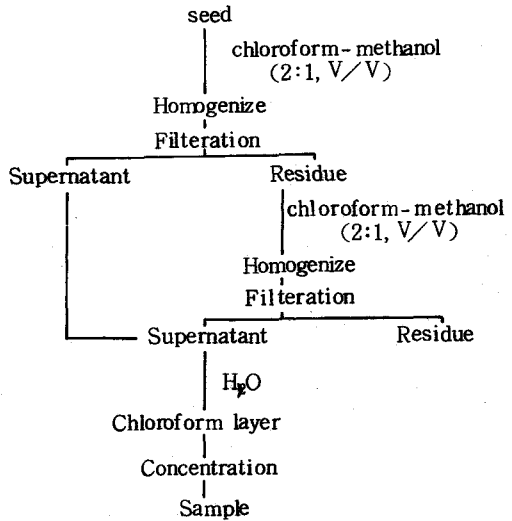 seed
chloroform-methanol
(2:1, V/V)
Homogenize
Filteration
Supernatant
Residue
chloroform-methanol
(2:1, V/V)
Homogenize
Filteration
Supernatant
Residue
H₂O
Chloroform layer
Concentration
Sample